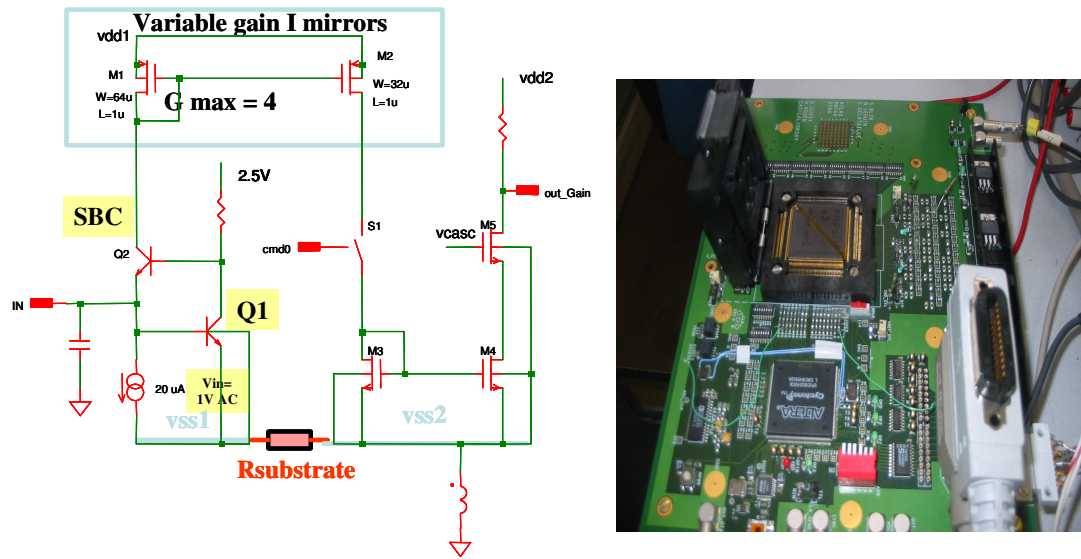 Variable gain I mirrors
vdd1
M1
M2
W=64u
L=1u
W=32u
L=1u
G max = 4
vdd2
2.5V
SBC
out_Gain
Q2
S1
cmd0
vcasc
M5
IN
Q1
M3
M4
20 uA
Vin=
1V AC
vss1
vss2
Rsubstrate
ALTERA
Cyclone